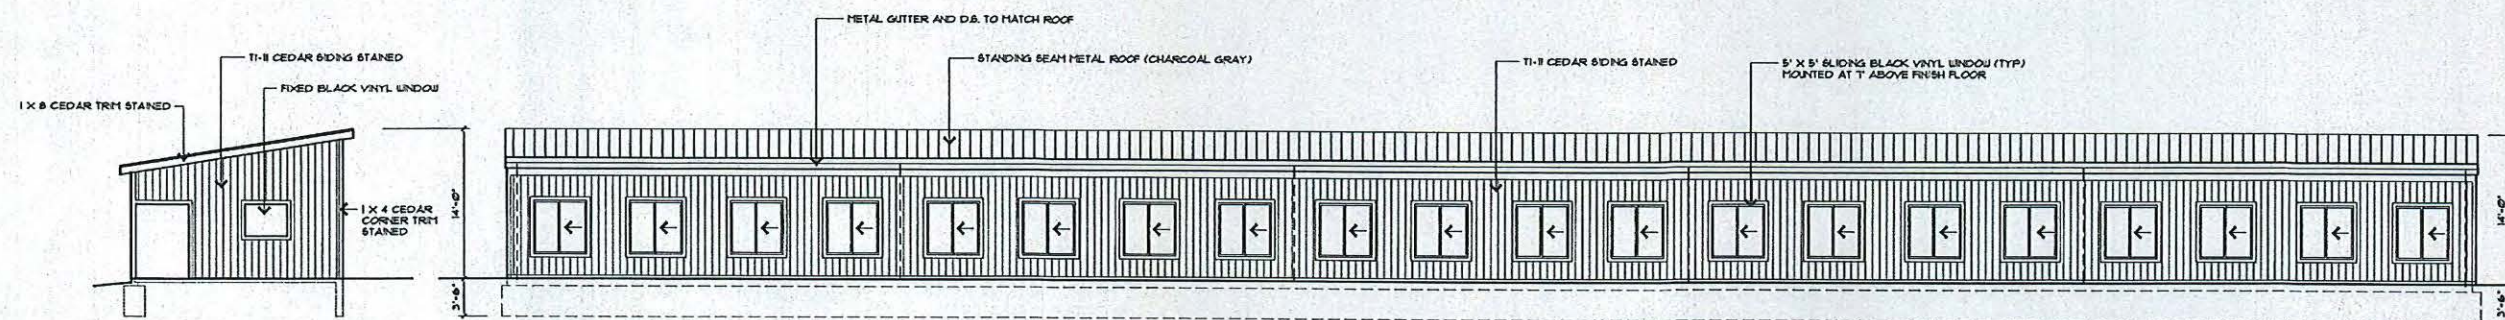 METAL GUTTER AND D.S. TO MATCH ROOF
T1-11 CEDAR SIDING STAINED
STANDING SEAM METAL ROOF (CHARCOAL GRAY)
T1-11 CEDAR SIDING STAINED
5' X 5' SLIDING BLACK VINYL WINDOW (TYP)
MOUNTED AT 7' ABOVE FINISH FLOOR
FIXED BLACK VINYL WINDOW
1 X 8 CEDAR TRIM STAINED
1 X 4 CEDAR
CORNER TRIM
STAINED
14'-0"
14'-0"
3'-6"
3'-6"